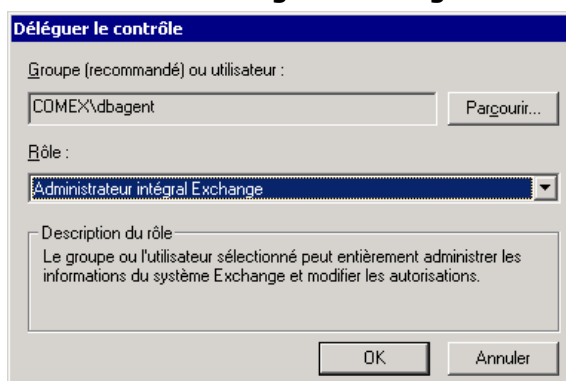 Déléguer le contrôle
Groupe (recommandé) ou utilisateur :
COMEX\dbagent
Parcourir...
Rôle :
Administrateur intégral Exchange
Description du rôle
Le groupe ou l'utilisateur sélectionné peut entièrement administrer les
informations du système Exchange et modifier les autorisations.
OK
Annuler